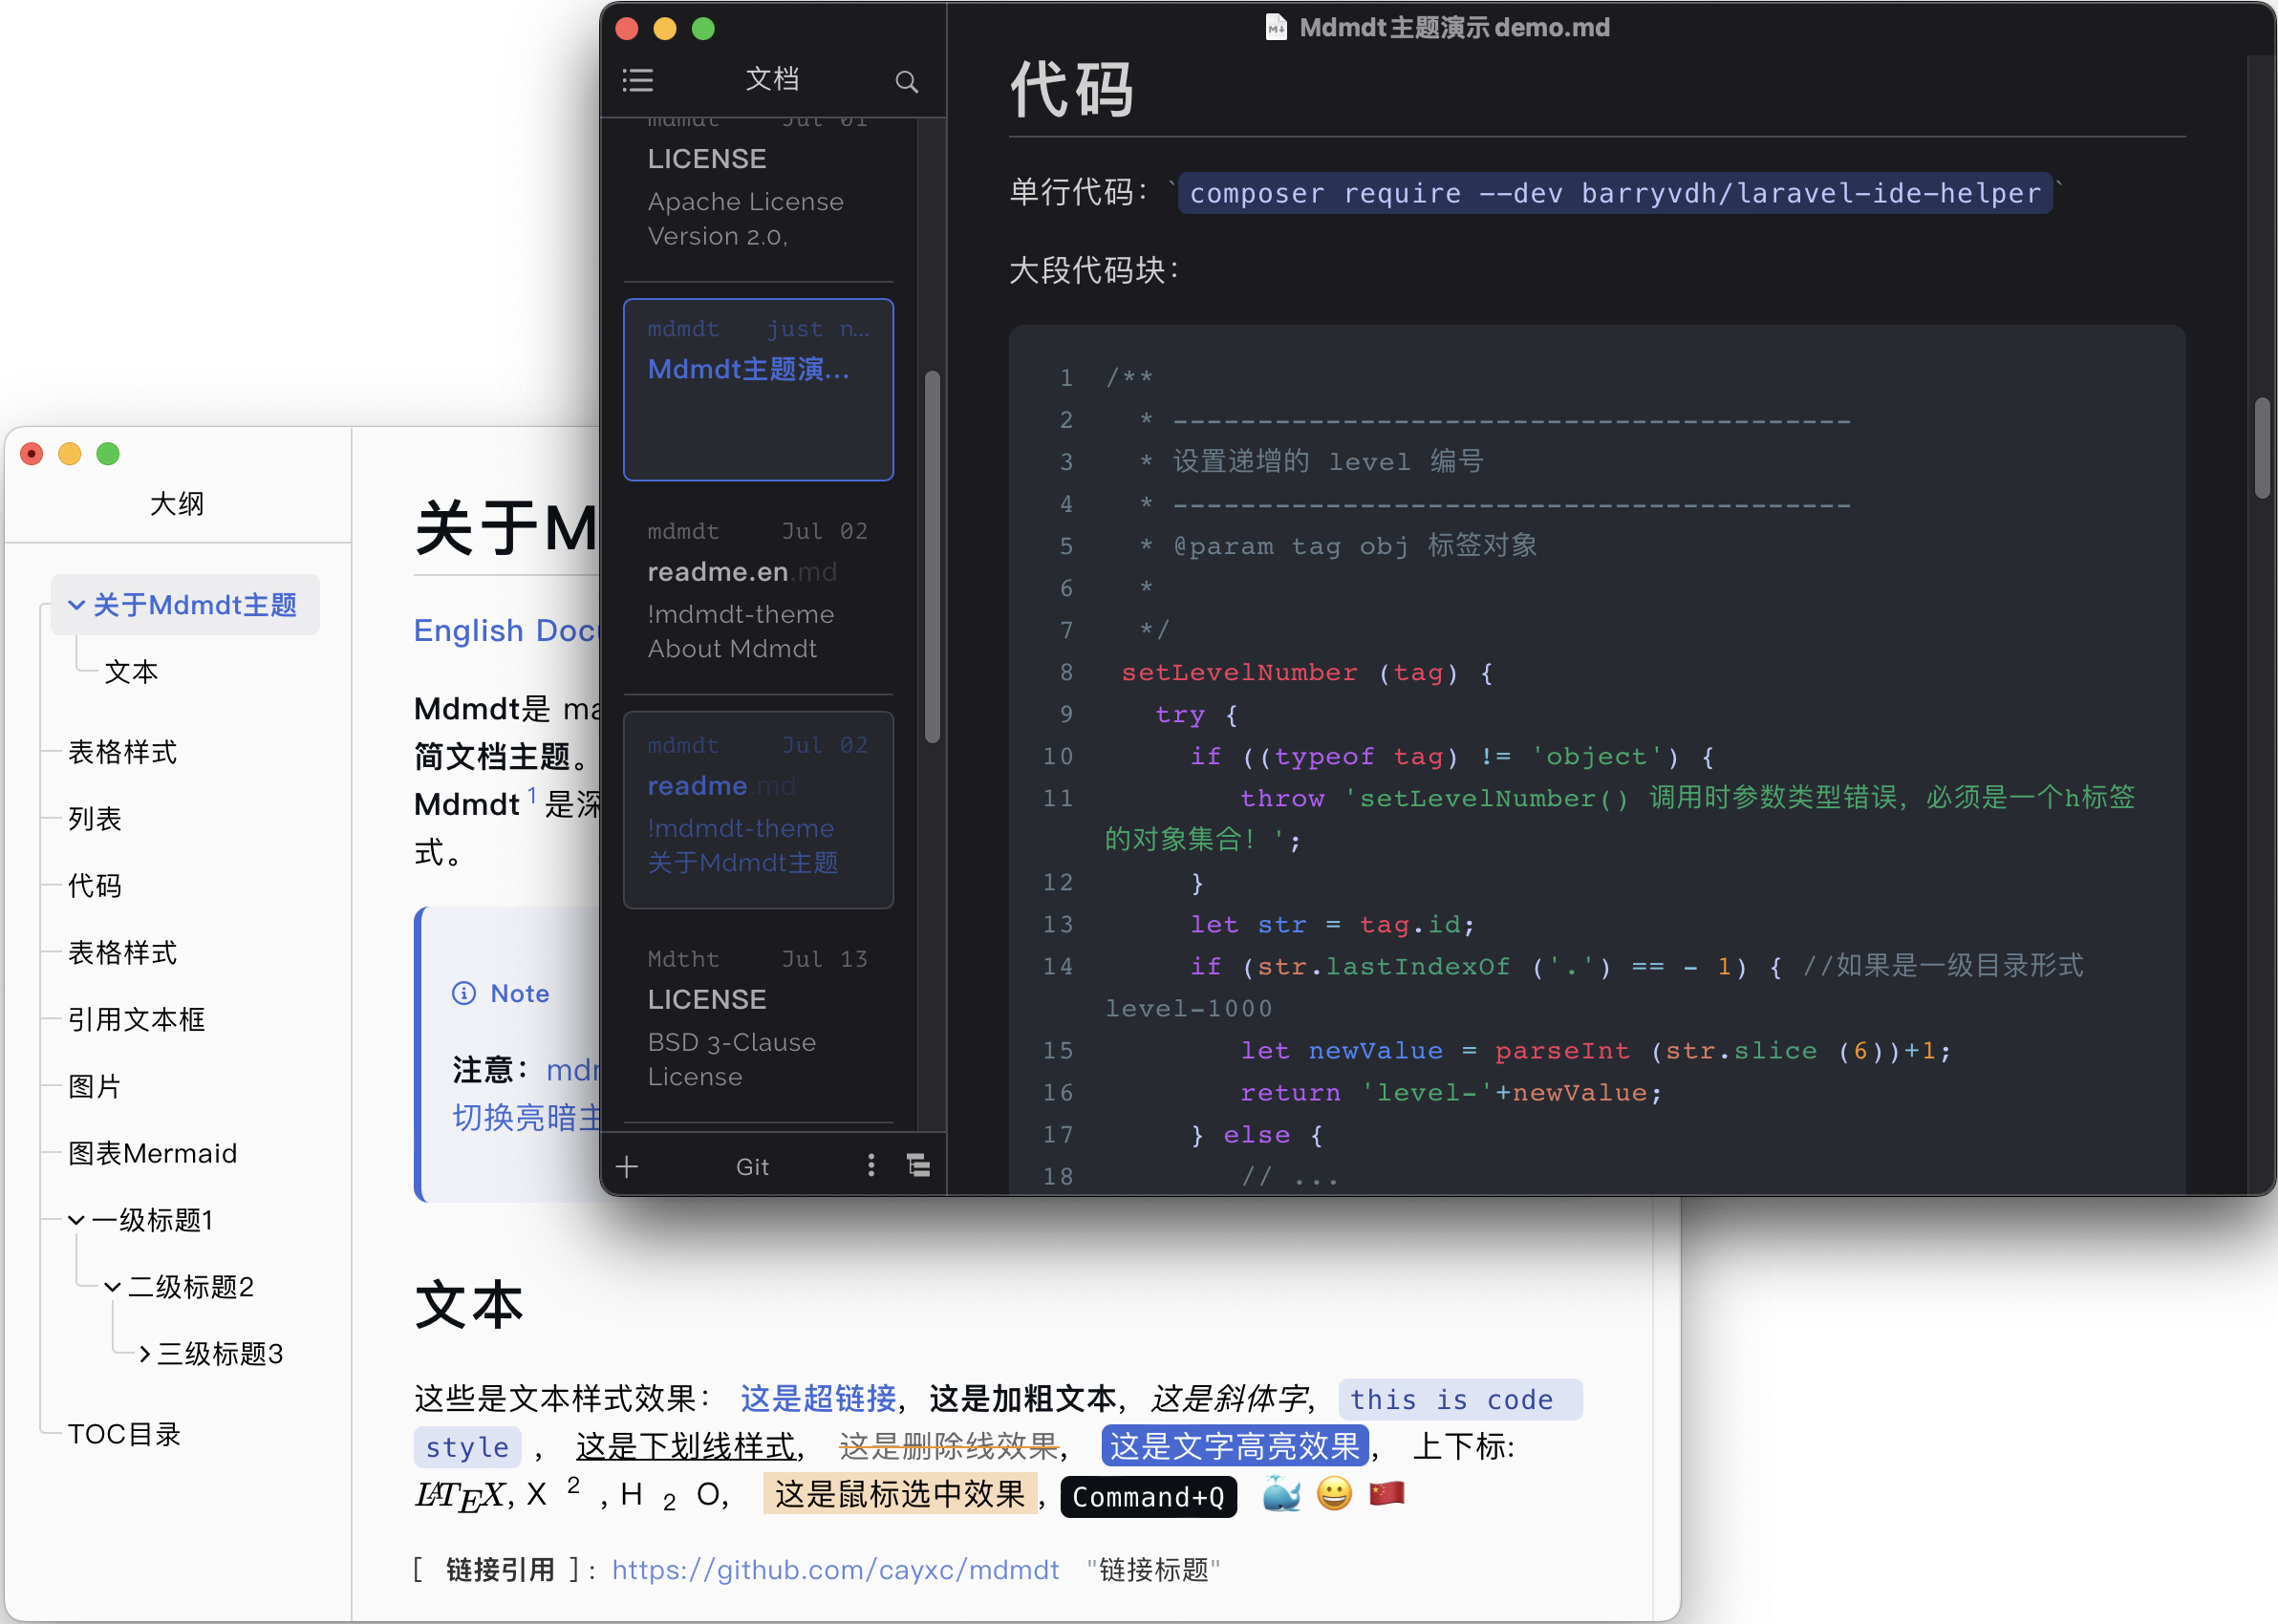 Mdmdt主题演示demo.md
文档
mdmdt Jul 01
LICENSE
Apache License
Version 2.0,
mdmdt just n...
Mdmdt主题演...
mdmdt Jul 02
readme.en.md
!mdmdt-theme
About Mdmdt
mdmdt Jul 02
readme.md
!mdmdt-theme
关于Mdmdt主题
Mdtht Jul 13
LICENSE
BSD 3-Clause
License
Git
代码
单行代码：`composer require --dev barryvdh/laravel-ide-helper`
大段代码块：
1 /**
2 * ----------------------------------------
3 * 设置递增的 level 编号
4 * ----------------------------------------
5 * @param tag obj 标签对象
6 *
7 */
8 setLevelNumber (tag) {
9 try {
10 if ((typeof tag) != 'object') {
11 throw 'setLevelNumber() 调用时参数类型错误，必须是一个h标签
的对象集合！';
12 }
13 let str = tag.id;
14 if (str.lastIndexOf ('.') == - 1) { //如果是一级目录形式
level-1000
15 let newValue = parseInt (str.slice (6))+1;
16 return 'level-'+newValue;
17 } else {
18 // ...
大纲
关于Mdmdt主题
文本
表格样式
列表
代码
表格样式
引用文本框
图片
图表Mermaid
一级标题1
二级标题2
三级标题3
TOC目录
关于M
English Docu
Mdmdt是 ma
简文档主题。
Mdmdt 1 是深
式。
Note
注意：mdm
切换亮暗主
文本
这些是文本样式效果： 这是超链接，这是加粗文本，这是斜体字， this is code
style ， 这是下划线样式， 这是删除线效果， 这是文字高亮效果， 上下标:
LATEX, X 2 , H 2 O, 这是鼠标选中效果, Command+Q 🐳 😀 🇨🇳
[ 链接引用 ]: https://github.com/cayxc/mdmdt "链接标题"